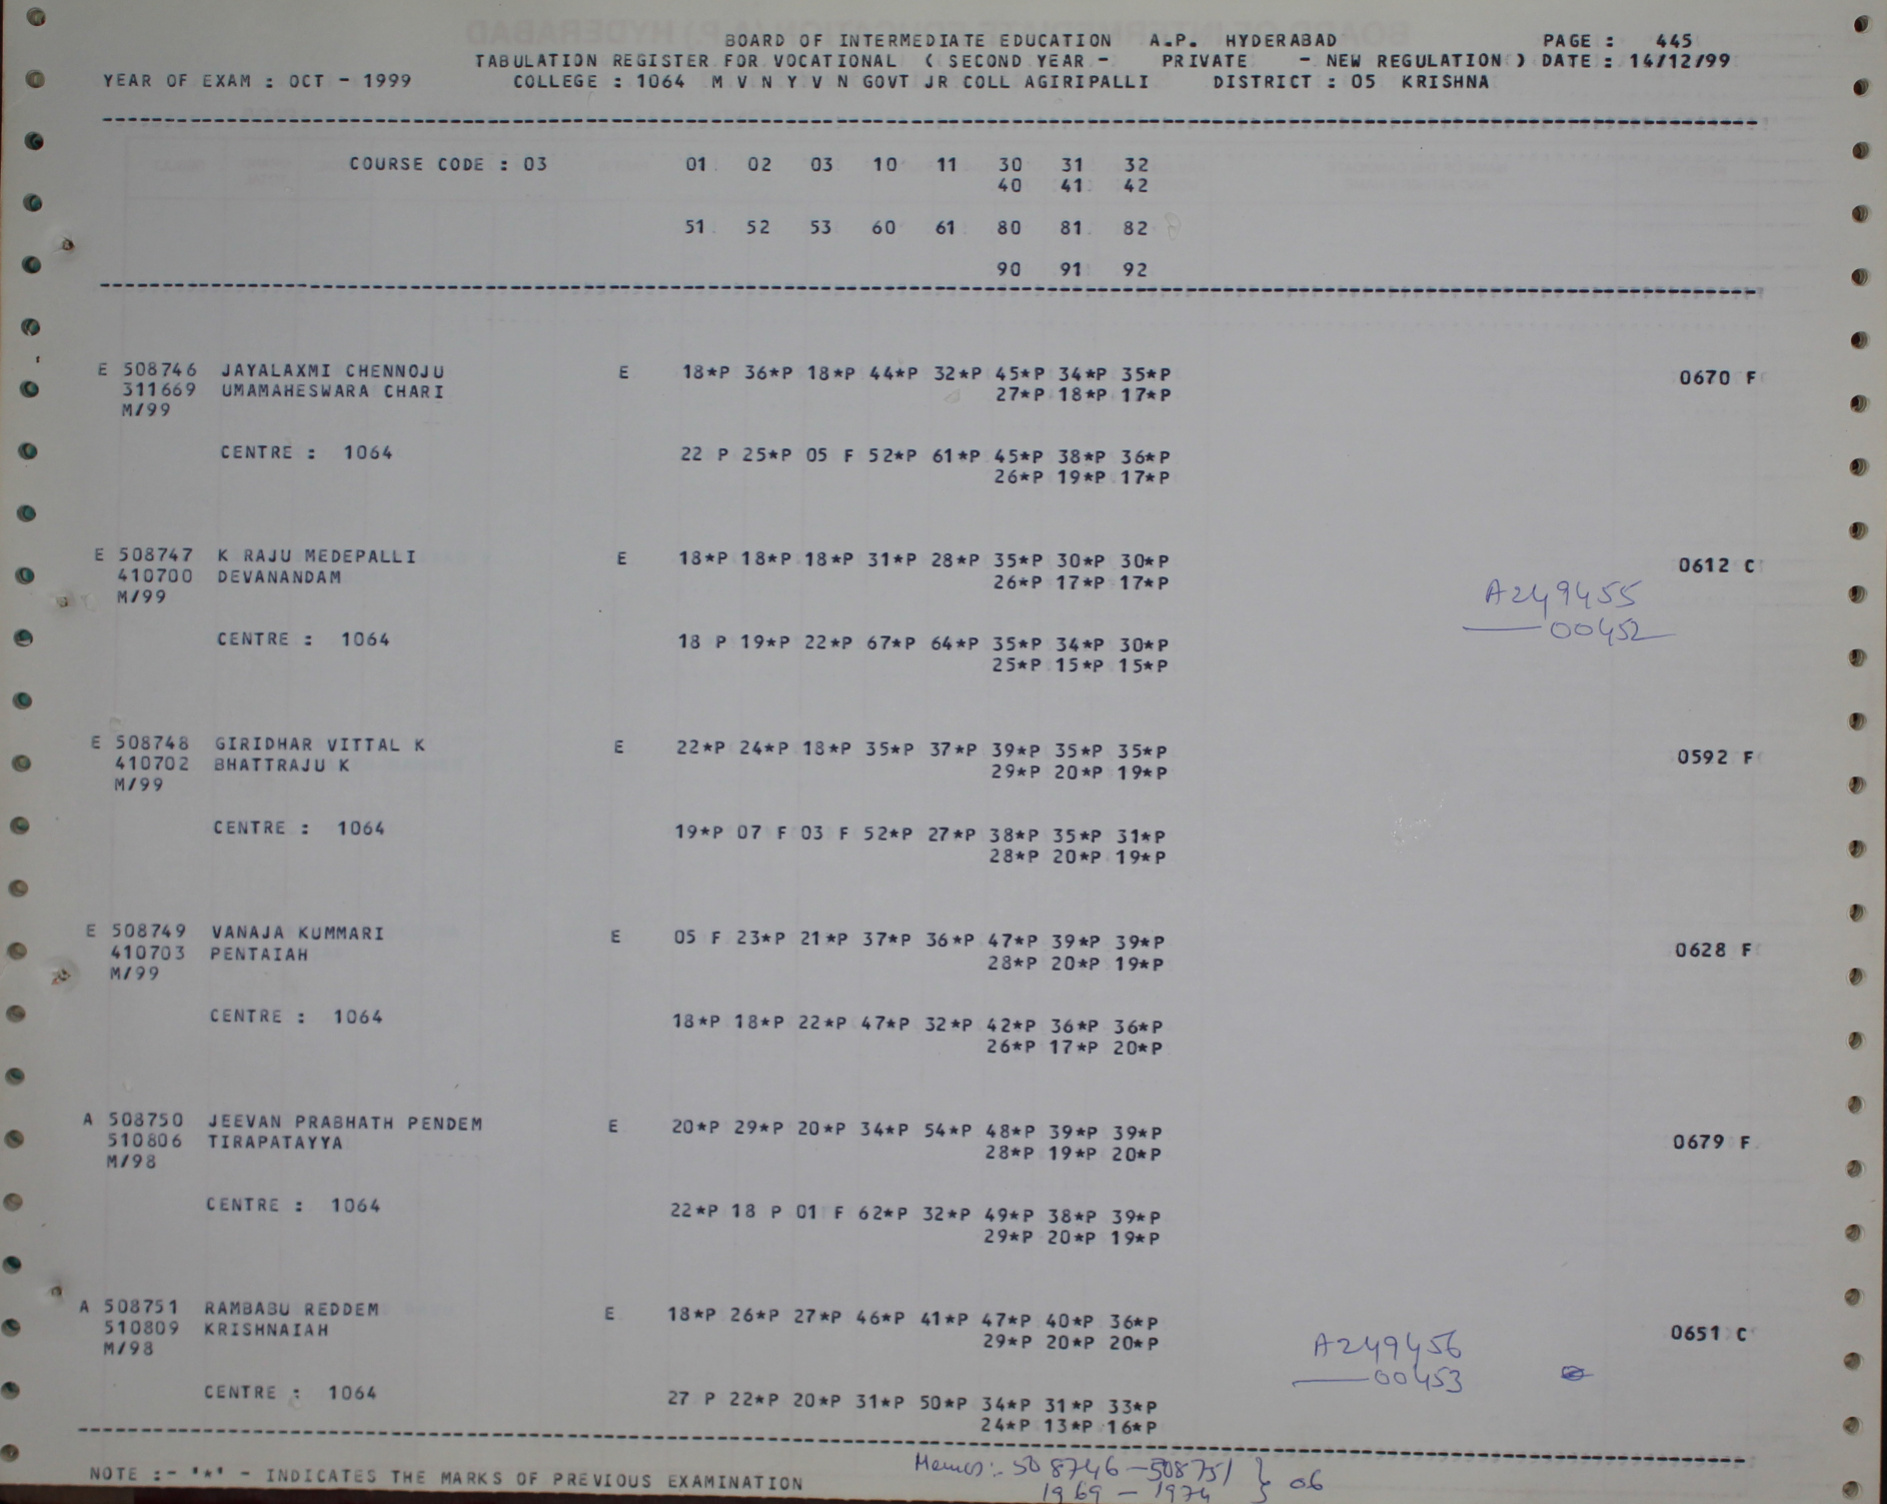 BOARD OF INTERMEDIATE EDUCATION A.P. HYDERABAD PAGE : 445
TABULATION REGISTER FOR VOCATIONAL ( SECOND YEAR - PRIVATE - NEW REGULATION ) DATE : 14/12/99
YEAR OF EXAM : OCT - 1999 COLLEGE : 1064 M V N Y V N GOVT JR COLL AGIRIPALLI DISTRICT : 05 KRISHNA
COURSE CODE : 03 01 02 03 10 11 30 31 32
40 41 42
51 52 53 60 61 80 81 82
90 91 92
E 508746 JAYALAXMI CHENNOJU E 18*P 36*P 18*P 44*P 32*P 45*P 34*P 35*P 0670 F
311669 UMAMAHESWARA CHARI 27*P 18*P 17*P
M/99
CENTRE : 1064 22 P 25*P 05 F 52*P 61*P 45*P 38*P 36*P
26*P 19*P 17*P
E 508747 K RAJU MEDEPALLI E 18*P 18*P 18*P 31*P 28*P 35*P 30*P 30*P 0612 C
410700 DEVANANDAM 26*P 17*P 17*P
M/99 A249455
00452
CENTRE : 1064 18 P 19*P 22*P 67*P 64*P 35*P 34*P 30*P
25*P 15*P 15*P
E 508748 GIRIDHAR VITTAL K E 22*P 24*P 18*P 35*P 37*P 39*P 35*P 35*P 0592 F
410702 BHATTRAJU K 29*P 20*P 19*P
M/99
CENTRE : 1064 19*P 07 F 03 F 52*P 27*P 38*P 35*P 31*P
28*P 20*P 19*P
E 508749 VANAJA KUMMARI E 05 F 23*P 21*P 37*P 36*P 47*P 39*P 39*P 0628 F
410703 PENTAIAH 28*P 20*P 19*P
M/99
CENTRE : 1064 18*P 18*P 22*P 47*P 32*P 42*P 36*P 36*P
26*P 17*P 20*P
A 508750 JEEVAN PRABHATH PENDEM E 20*P 29*P 20*P 34*P 54*P 48*P 39*P 39*P 0679 F
510806 TIRAPATAYYA 28*P 19*P 20*P
M/98
CENTRE : 1064 22*P 18 P 01 F 62*P 32*P 49*P 38*P 39*P
29*P 20*P 19*P
A 508751 RAMBABU REDDEM E 18*P 26*P 27*P 46*P 41*P 47*P 40*P 36*P 0651 C
510809 KRISHNAIAH 29*P 20*P 20*P
M/98 A249456
00453
CENTRE : 1064 27 P 22*P 20*P 31*P 50*P 34*P 31*P 33*P
24*P 13*P 16*P
NOTE :- '*' - INDICATES THE MARKS OF PREVIOUS EXAMINATION
Memos:- 508746 - 508751 } 06
1969 - 1974